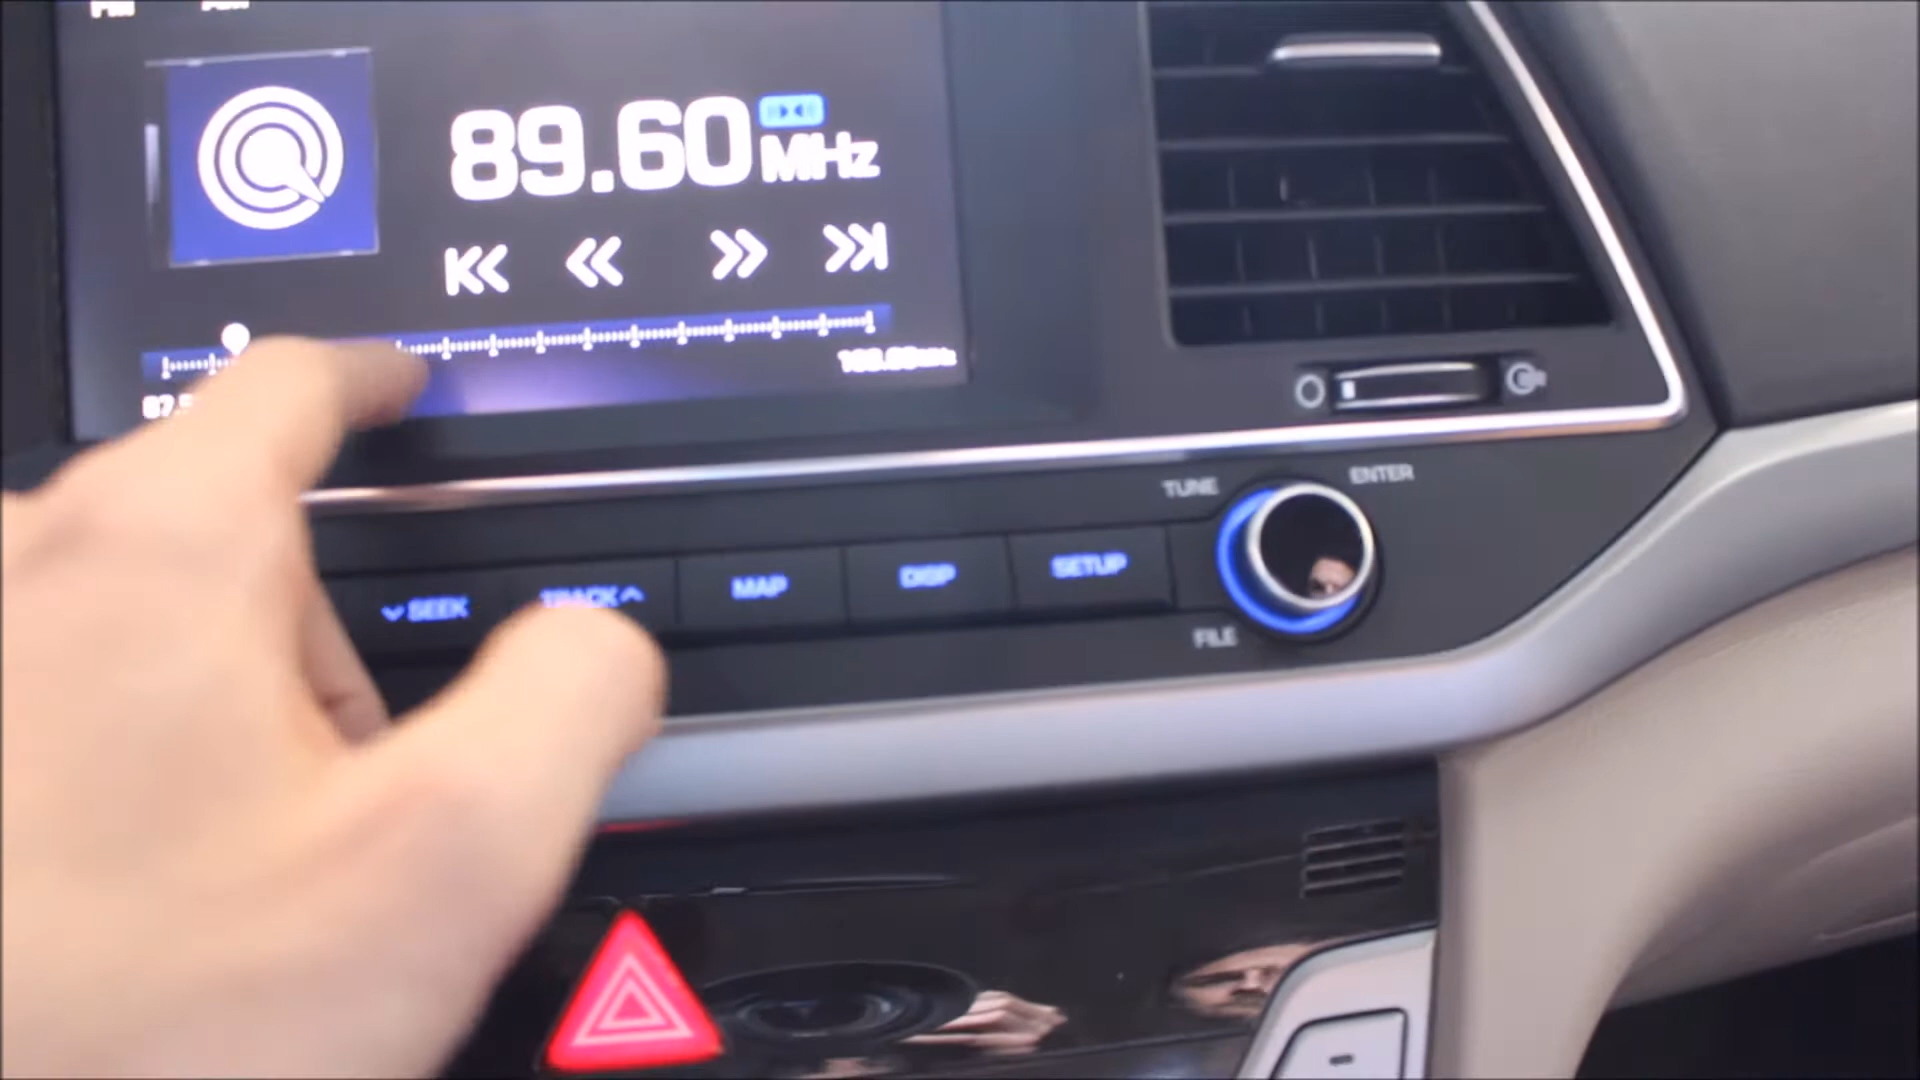 89.60
MHz
TUNE
ENTER
SEEK
TRACK
MAP
DISP
SETUP
FILE